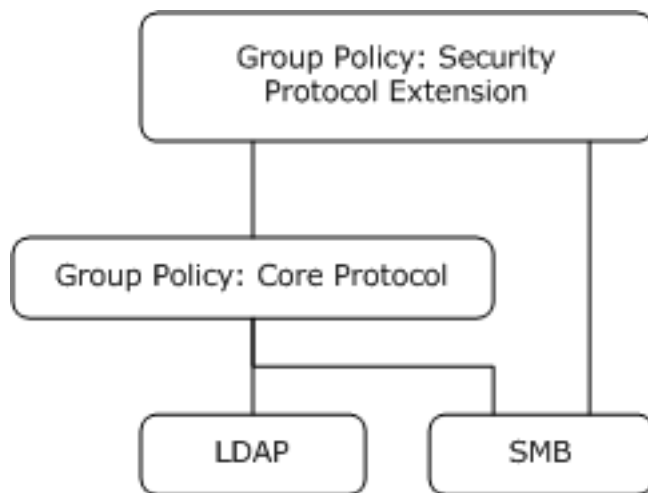 Group Policy: Security
Protocol Extension
Group Policy: Core Protocol
LDAP
SMB